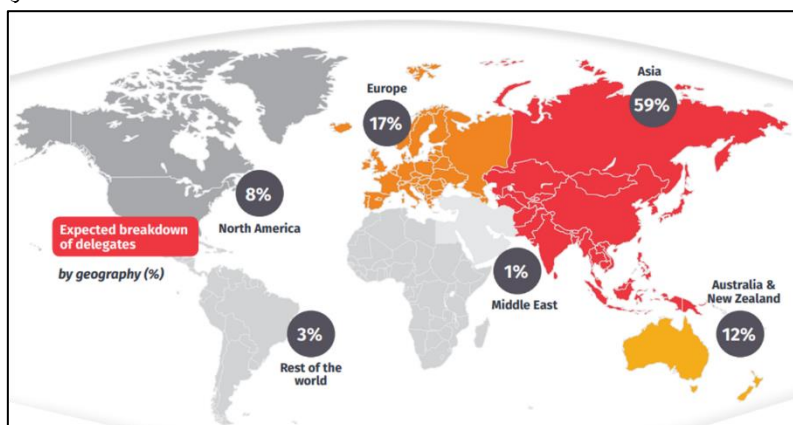 Asia
59%
Europe
17%
8%
North America
Expected breakdown
of delegates
by geography (%)
1%
Middle East
Australia &
New Zealand
12%
3%
Rest of the
world